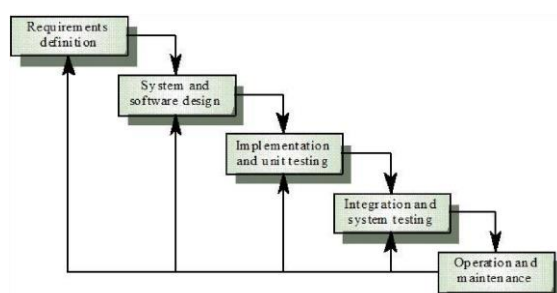 Requirements
definition
System and
software design
Implementation
and unit testing
Integration and
system testing
Operation and
maintenance